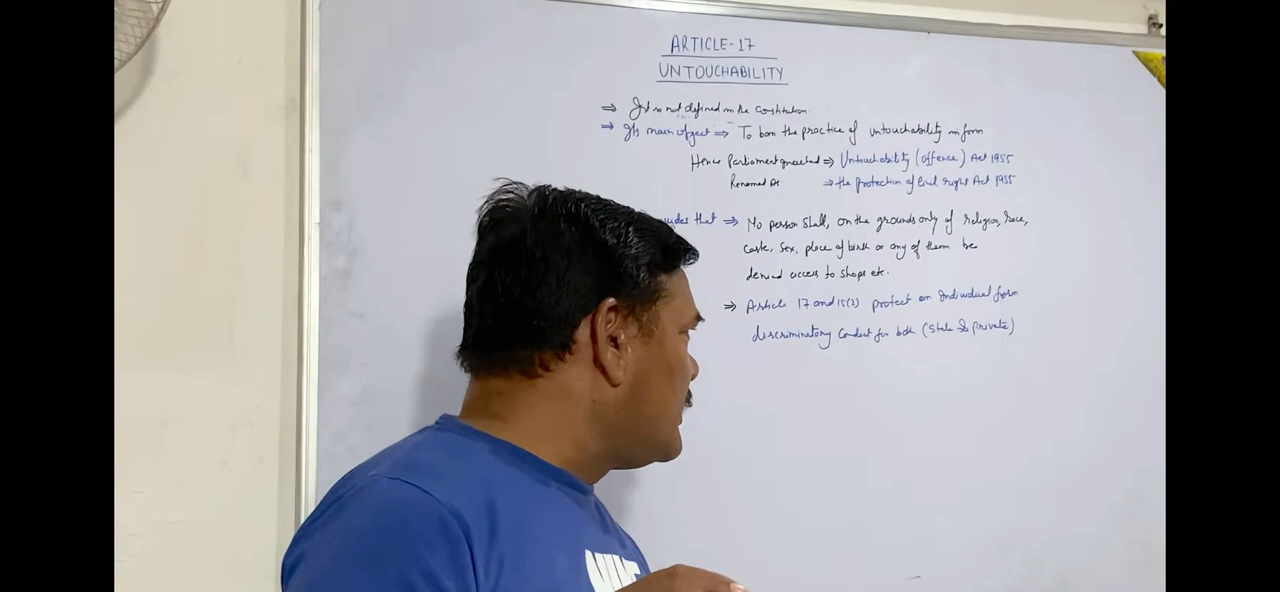 ARTICLE-17
UNTOUCHABILITY
⇒ It is not defined in the Constitution.
⇒ Its main object ⇒ To ban the practice of untouchability in form
Hence Parliament enacted ⇒ Untouchability (offence) Act 1955
Renamed As ⇒ the protection of Civil right Act 1955
that ⇒ No person shall, on the grounds only of religion, race,
caste, sex, place of birth or any of them be
denied access to shops etc.
⇒ Article 17 and 15(2) protect an Individual form
discriminatory Conduct for both (State & private)